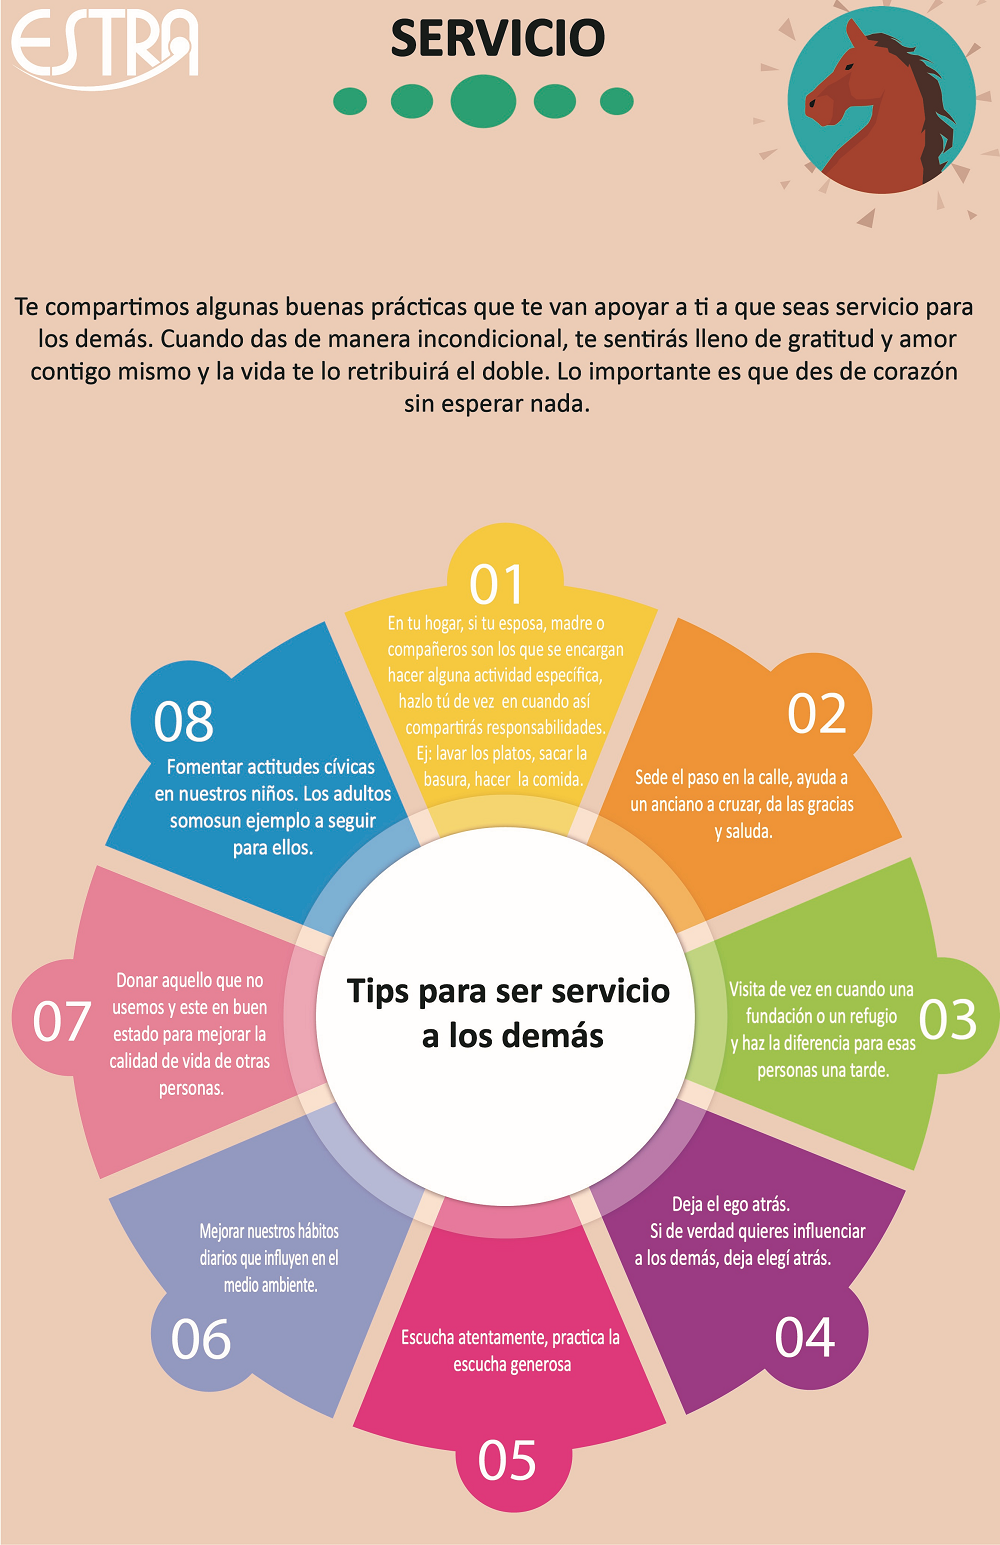 ESTRA
SERVICIO
Te compartimos algunas buenas prácticas que te van apoyar a ti a que seas servicio para
los demás. Cuando das de manera incondicional, te sentirás lleno de gratitud y amor
contigo mismo y la vida te lo retribuirá el doble. Lo importante es que des de corazón
sin esperar nada.
01
En tu hogar, si tu esposa, madre o
compañeros son los que se encargan
hacer alguna actividad específica,
hazlo tú de vez en cuando así
compartirás responsabilidades.
Ej: lavar los platos, sacar la
basura, hacer la comida.
02
Sede el paso en la calle, ayuda a
un anciano a cruzar, da las gracias
y saluda.
03
Visita de vez en cuando una
fundación o un refugio
y haz la diferencia para esas
personas una tarde.
04
Deja el ego atrás.
Si de verdad quieres influenciar
a los demás, deja elegí atrás.
05
Escucha atentamente, practica la
escucha generosa
06
Mejorar nuestros hábitos
diarios que influyen en el
medio ambiente.
07
Donar aquello que no
usemos y este en buen
estado para mejorar la
calidad de vida de otras
personas.
08
Fomentar actitudes cívicas
en nuestros niños. Los adultos
somosun ejemplo a seguir
para ellos.
Tips para ser servicio
a los demás